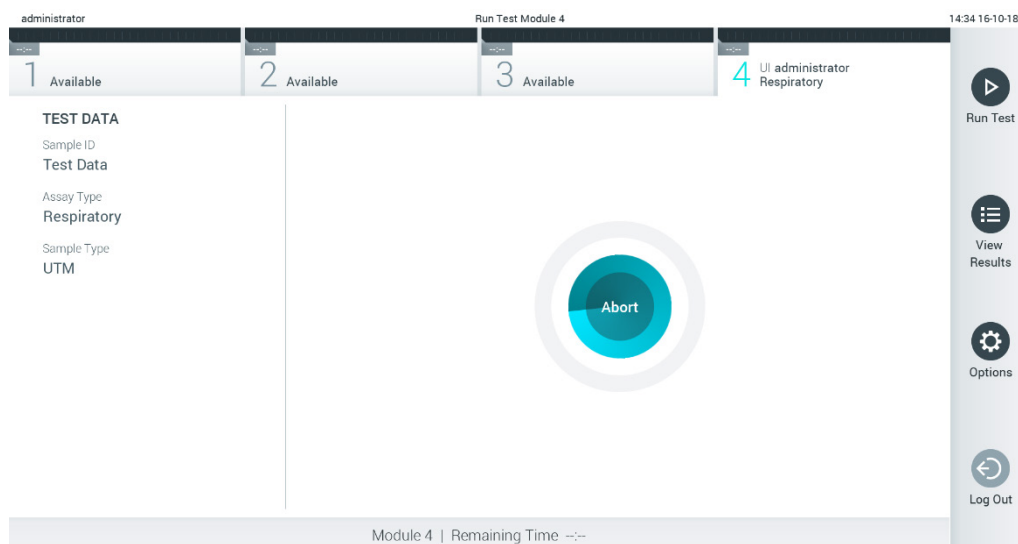 administrator
Run Test Module 4
14:34 16-10-18
--:--
--:--
--:--
--:--
1 Available
2 Available
3 Available
4 UI administrator
Respiratory
Run Test
TEST DATA
Sample ID
Test Data
Assay Type
Respiratory
Sample Type
UTM
Abort
View
Results
Options
Log Out
Module 4 | Remaining Time --:--